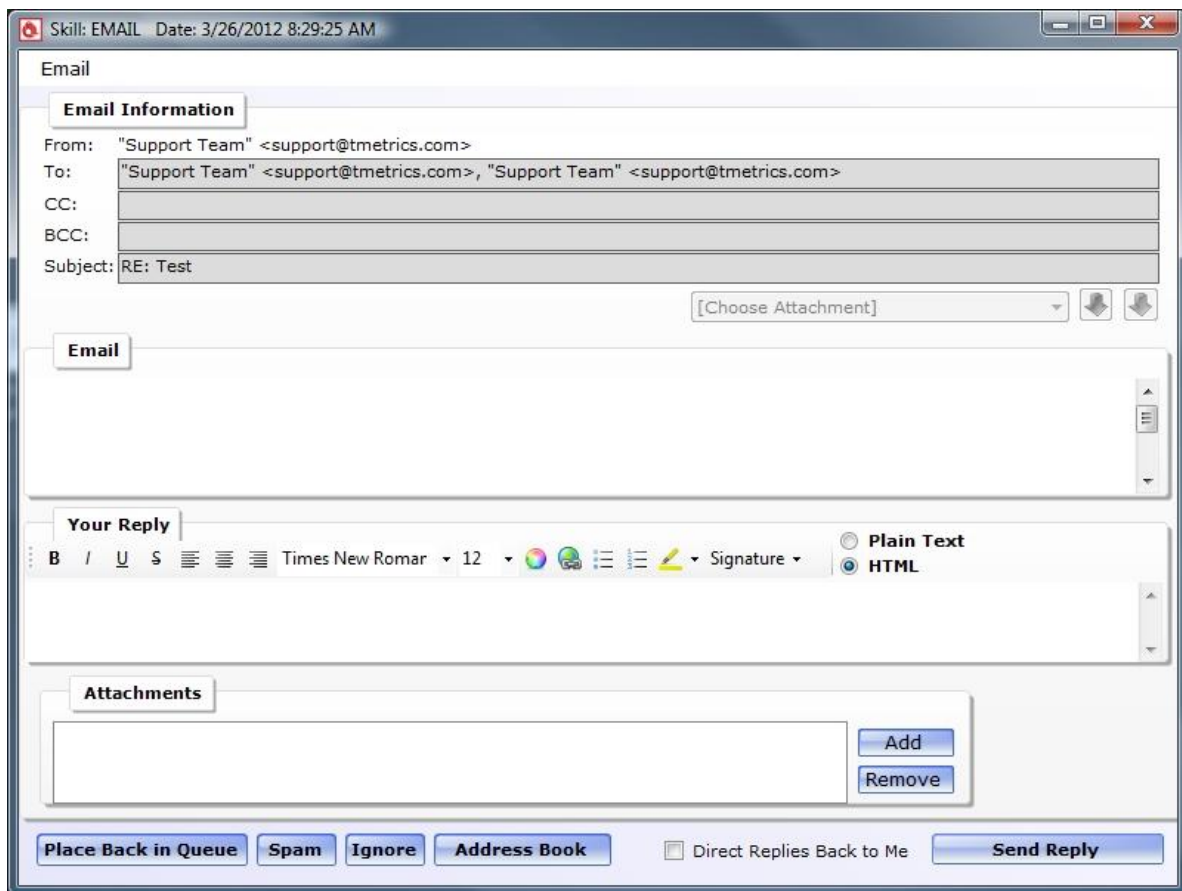 Skill: EMAIL Date: 3/26/2012 8:29:25 AM
Email
Email Information
From: "Support Team" <support@tmetrics.com>
To: "Support Team" <support@tmetrics.com>, "Support Team" <support@tmetrics.com>
CC:
BCC:
Subject: RE: Test
[Choose Attachment]
Email
Your Reply
B I U S Times New Romar 12 Signature
Plain Text
HTML
Attachments
Add
Remove
Place Back in Queue Spam Ignore Address Book Direct Replies Back to Me Send Reply